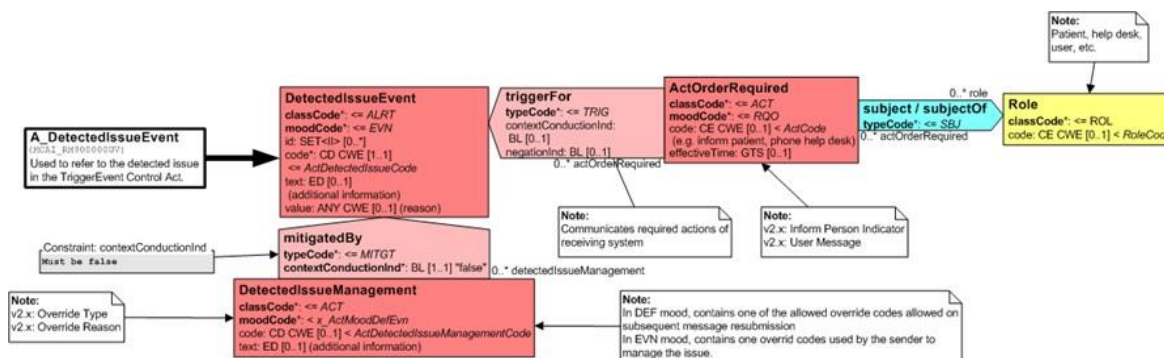 Note:
Patient, help desk,
user, etc.
A_DetectedIssueEvent
Used to refer to the detected issue
in the TriggerEvent Control Act.
DetectedIssueEvent
classCode*: <= ALRT
moodCode*: <= EVN
id: SET<II> [0..*]
code*: CD CWE [1..1]
<= ActDetectedIssueCode
text: ED [0..1]
(additional information)
value: ANY CWE [0..1] (reason)
triggerFor
typeCode*: <= TRIG
contextConductionInd:
BL [0..1]
negationInd: BL [0..1]
0..* actOrderRequired
ActOrderRequired
classCode*: <= ACT
moodCode*: <= RQO
code: CE CWE [0..1] < ActCode
(e.g. inform patient, phone help desk)
effectiveTime: GTS [0..1]
0..* role
subject / subjectOf
typeCode*: <= SBJ
0..* actOrderRequired
Role
classCode*: <= ROL
code: CE CWE [0..1] < RoleCod
Note:
Communicates required actions of
receiving system
Note:
v2.x: Inform Person Indicator
v2.x: User Message
Constraint: contextConductionInd
Must be false
mitigatedBy
typeCode*: <= MITGT
contextConductionInd*: BL [1..1] "false"
0..* detectedIssueManagement
Note:
v2.x: Override Type
v2.x: Override Reason
DetectedIssueManagement
classCode*: <= ACT
moodCode*: < x_ActMoodDefEvn
code: CD CWE [0..1] < ActDetectedIssueManagementCode
text: ED [0..1] (additional information)
Note:
In DEF mood, contains one of the allowed override codes allowed on
subsequent message resubmission
In EVN mood, contains one overrid codes used by the sender to
manage the issue.